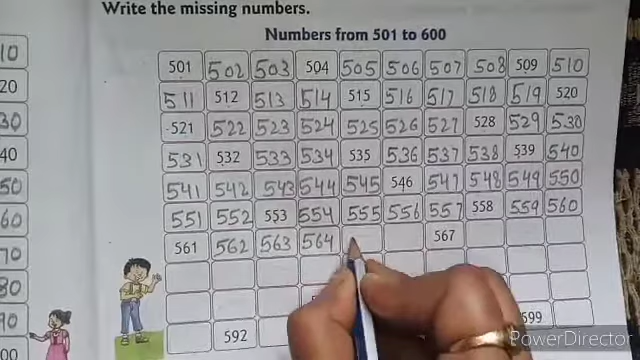 Write the missing numbers.
Numbers from 501 to 600
10 501 502 503 504 505 506 507 508 509 510
20 511 512 513 514 515 516 517 518 519 520
30 521 522 523 524 525 526 527 528 529 530
40 531 532 533 534 535 536 537 538 539 540
50 541 542 543 544 545 546 547 548 549 550
60 551 552 553 554 555 556 557 558 559 560
70 561 562 563 564 567
80
90 599
00 592
PowerDirector